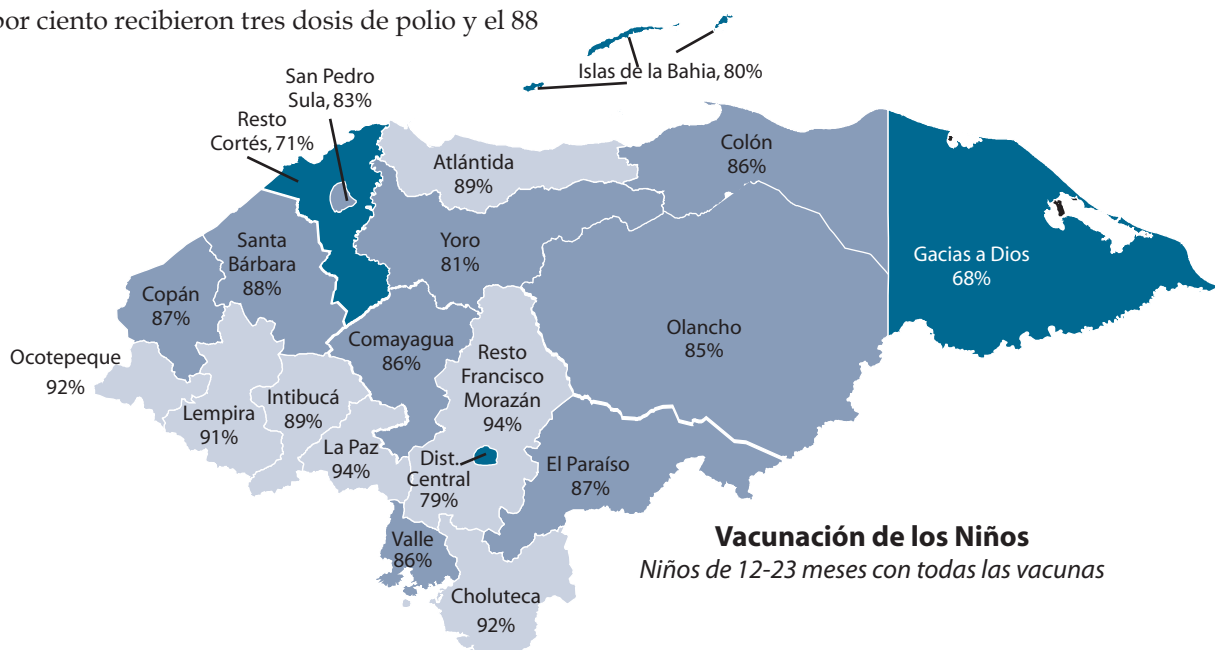 por ciento recibieron tres dosis de polio y el 88
Islas de la Bahia, 80%
San Pedro
Sula, 83%
Resto
Cortés, 71%
Atlántida
89%
Colón
86%
Yoro
81%
Santa
Bárbara
88%
Gacias a Dios
68%
Copán
87%
Olancho
85%
Comayagua
86%
Ocotepeque
92%
Resto
Francisco
Morazán
94%
Intibucá
89%
Lempira
91%
La Paz
94%
Dist.
Central
79%
El Paraíso
87%
Valle
86%
Choluteca
92%
Vacunación de los Niños
Niños de 12-23 meses con todas las vacunas